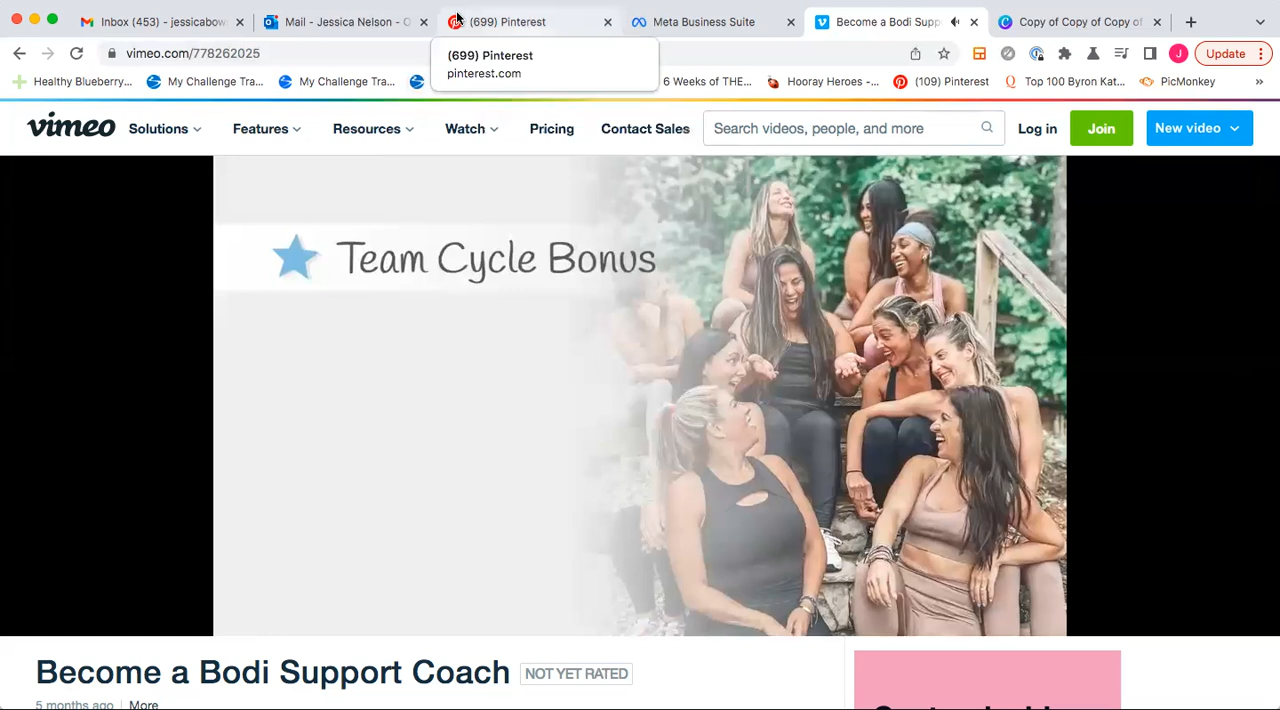 Inbox (453) - jessicabow
Mail - Jessica Nelson - O
(699) Pinterest
Meta Business Suite
Become a Bodi Supp
Copy of Copy of Copy of
vimeo.com/778262025
Update
(699) Pinterest
pinterest.com
Healthy Blueberry...
My Challenge Tra...
My Challenge Tra...
6 Weeks of THE...
Hooray Heroes -...
(109) Pinterest
Top 100 Byron Kat...
PicMonkey
vimeo
Solutions
Features
Resources
Watch
Pricing
Contact Sales
Search videos, people, and more
Log in
Join
New video
Team Cycle Bonus
Become a Bodi Support Coach
NOT YET RATED
5 months ago
More